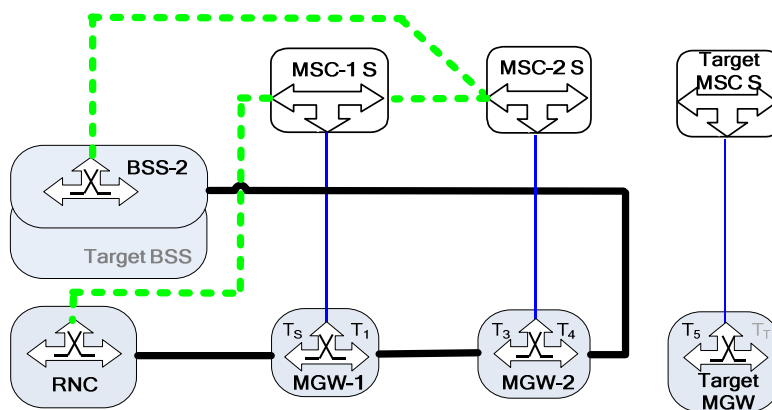 MSC-1 S
MSC-2 S
Target
MSC S
BSS-2
Target BSS
RNC
TS
T1
MGW-1
T3
T4
MGW-2
T5
TT
Target
MGW